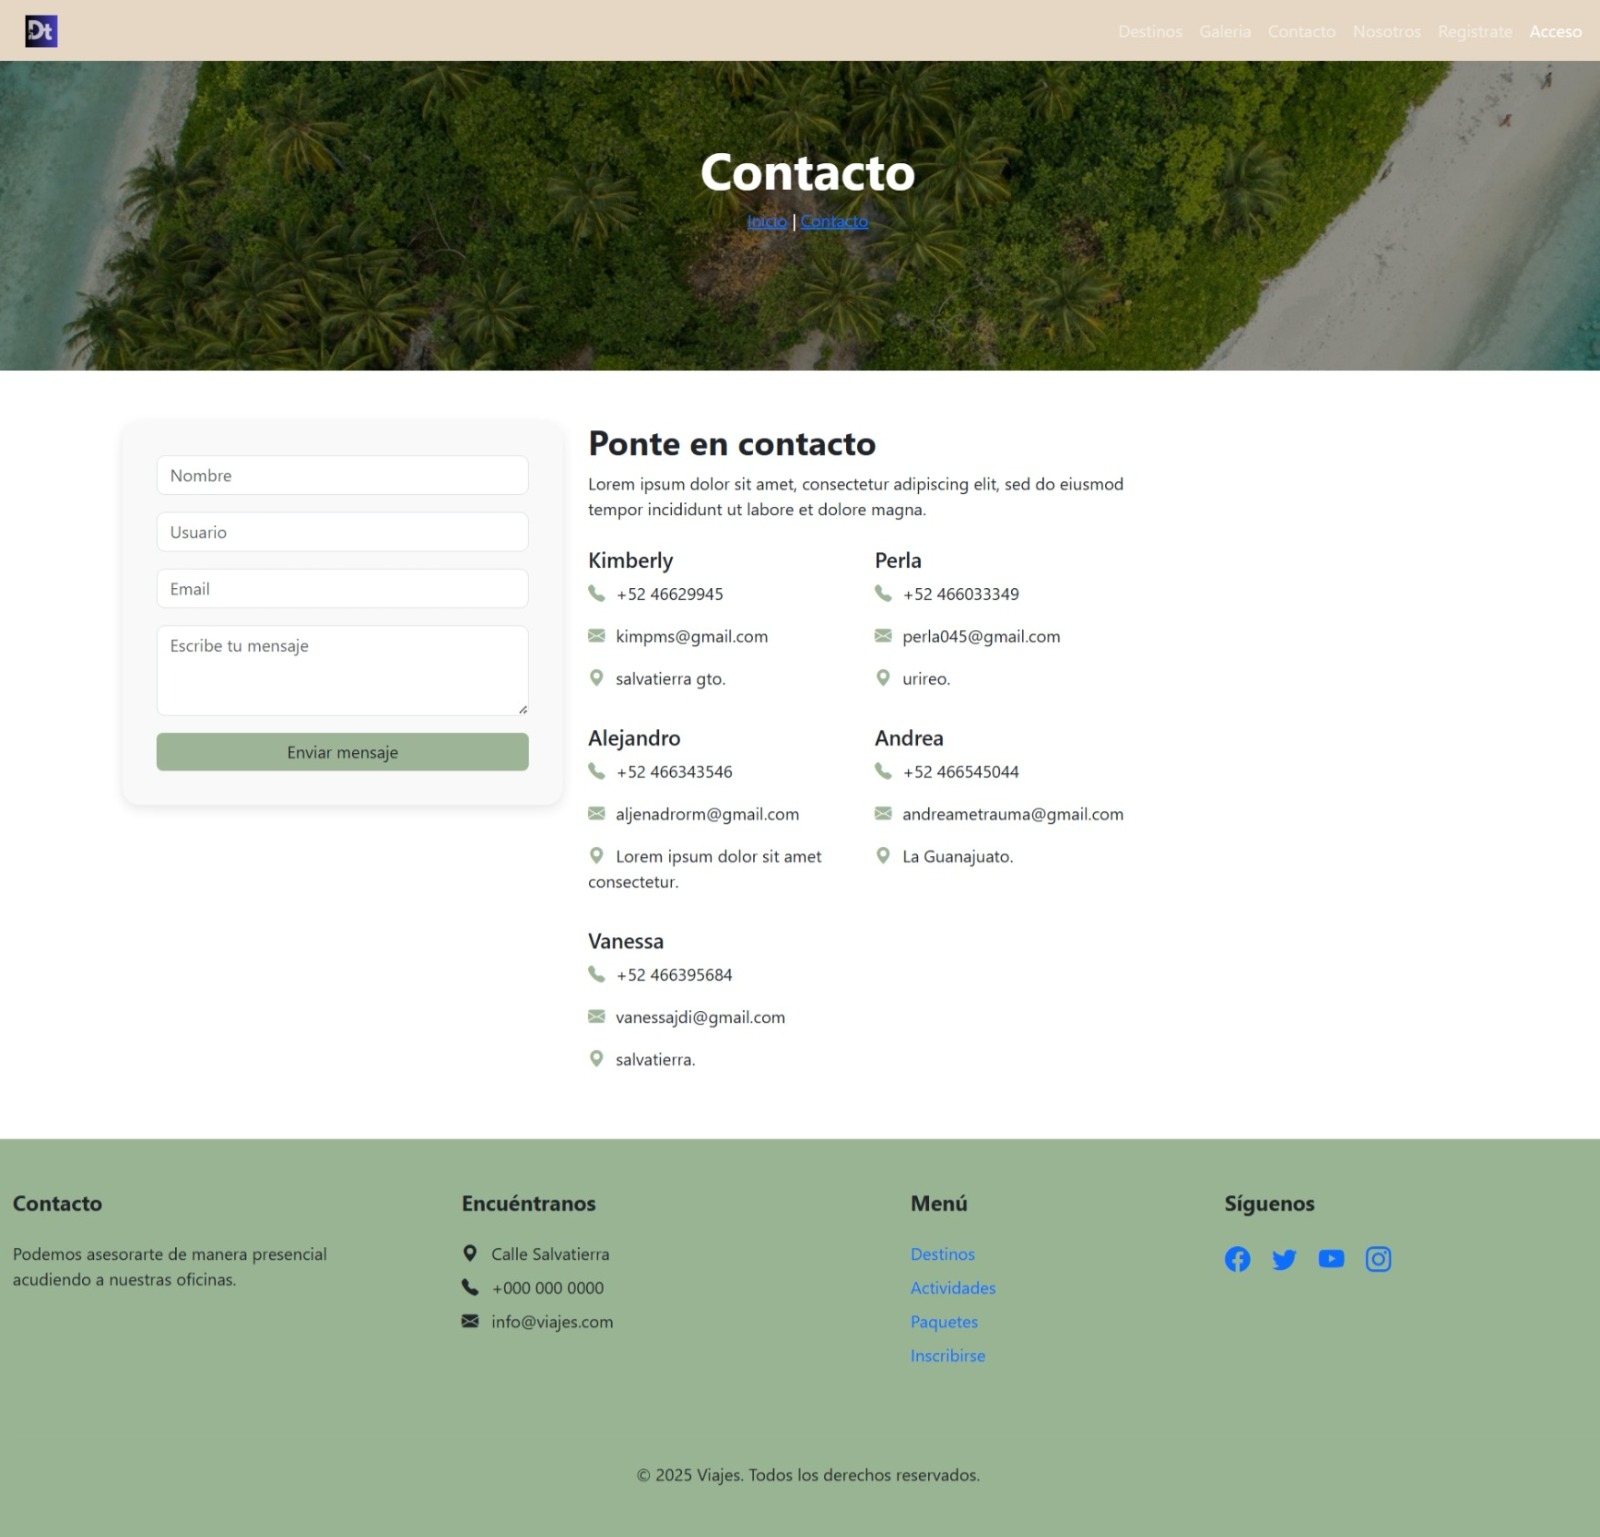 Dt
Destinos Galeria Contacto Nosotros Registrate Acceso
Contacto
Inicio | Contacto
Nombre
Usuario
Email
Escribe tu mensaje
Enviar mensaje
Ponte en contacto
Lorem ipsum dolor sit amet, consectetur adipiscing elit, sed do eiusmod
tempor incididunt ut labore et dolore magna.
Kimberly
+52 46629945
kimpms@gmail.com
salvatierra gto.
Perla
+52 466033349
perla045@gmail.com
urireo.
Alejandro
+52 466343546
aljenadrorm@gmail.com
Lorem ipsum dolor sit amet
consectetur.
Andrea
+52 466545044
andreametrauma@gmail.com
La Guanajuato.
Vanessa
+52 466395684
vanessajdi@gmail.com
salvatierra.
Contacto
Podemos asesorarte de manera presencial
acudiendo a nuestras oficinas.
Encuéntranos
Calle Salvatierra
+000 000 0000
info@viajes.com
Menú
Destinos
Actividades
Paquetes
Inscribirse
Síguenos
© 2025 Viajes. Todos los derechos reservados.